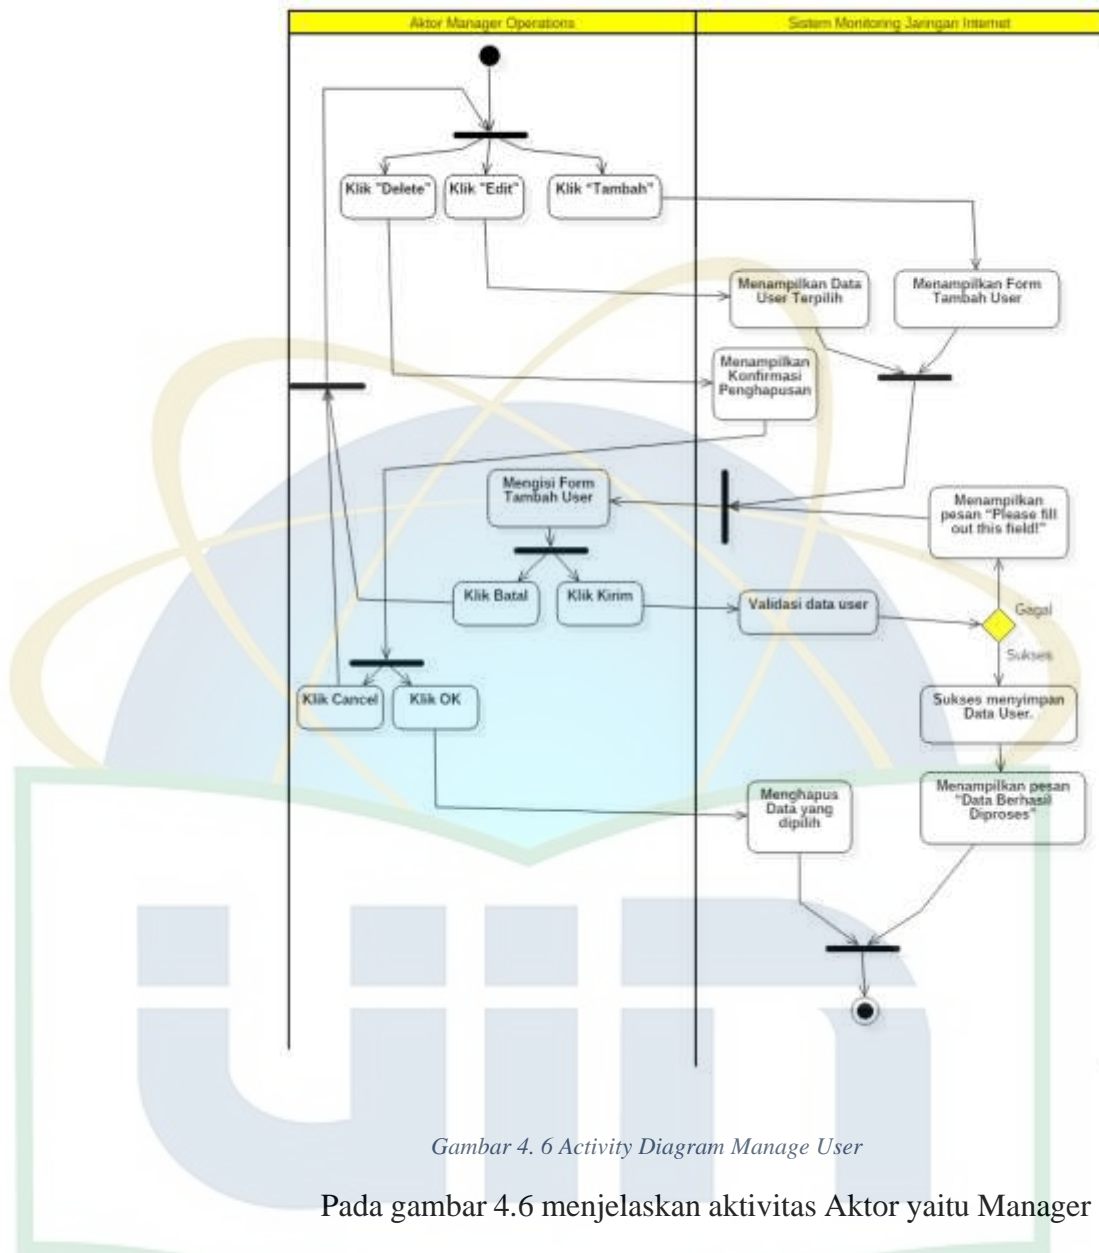 Aktor Manager Operations
Sistem Monitoring Jaringan Internet
Klik "Delete"
Klik "Edit"
Klik "Tambah"
Menampilkan Data
User Terpilih
Menampilkan Form
Tambah User
Menampilkan
Konfirmasi
Penghapusan
Mengisi Form
Tambah User
Menampilkan
pesan "Please fill
out this field!"
Klik Batal
Klik Kirim
Validasi data user
Gagal
Sukses
Klik Cancel
Klik OK
Sukses menyimpan
Data User.
Menghapus
Data yang
dipilih
Menampilkan pesan
"Data Berhasil
Diproses"
uin
Gambar 4. 6 Activity Diagram Manage User
Pada gambar 4.6 menjelaskan aktivitas Aktor yaitu Manager